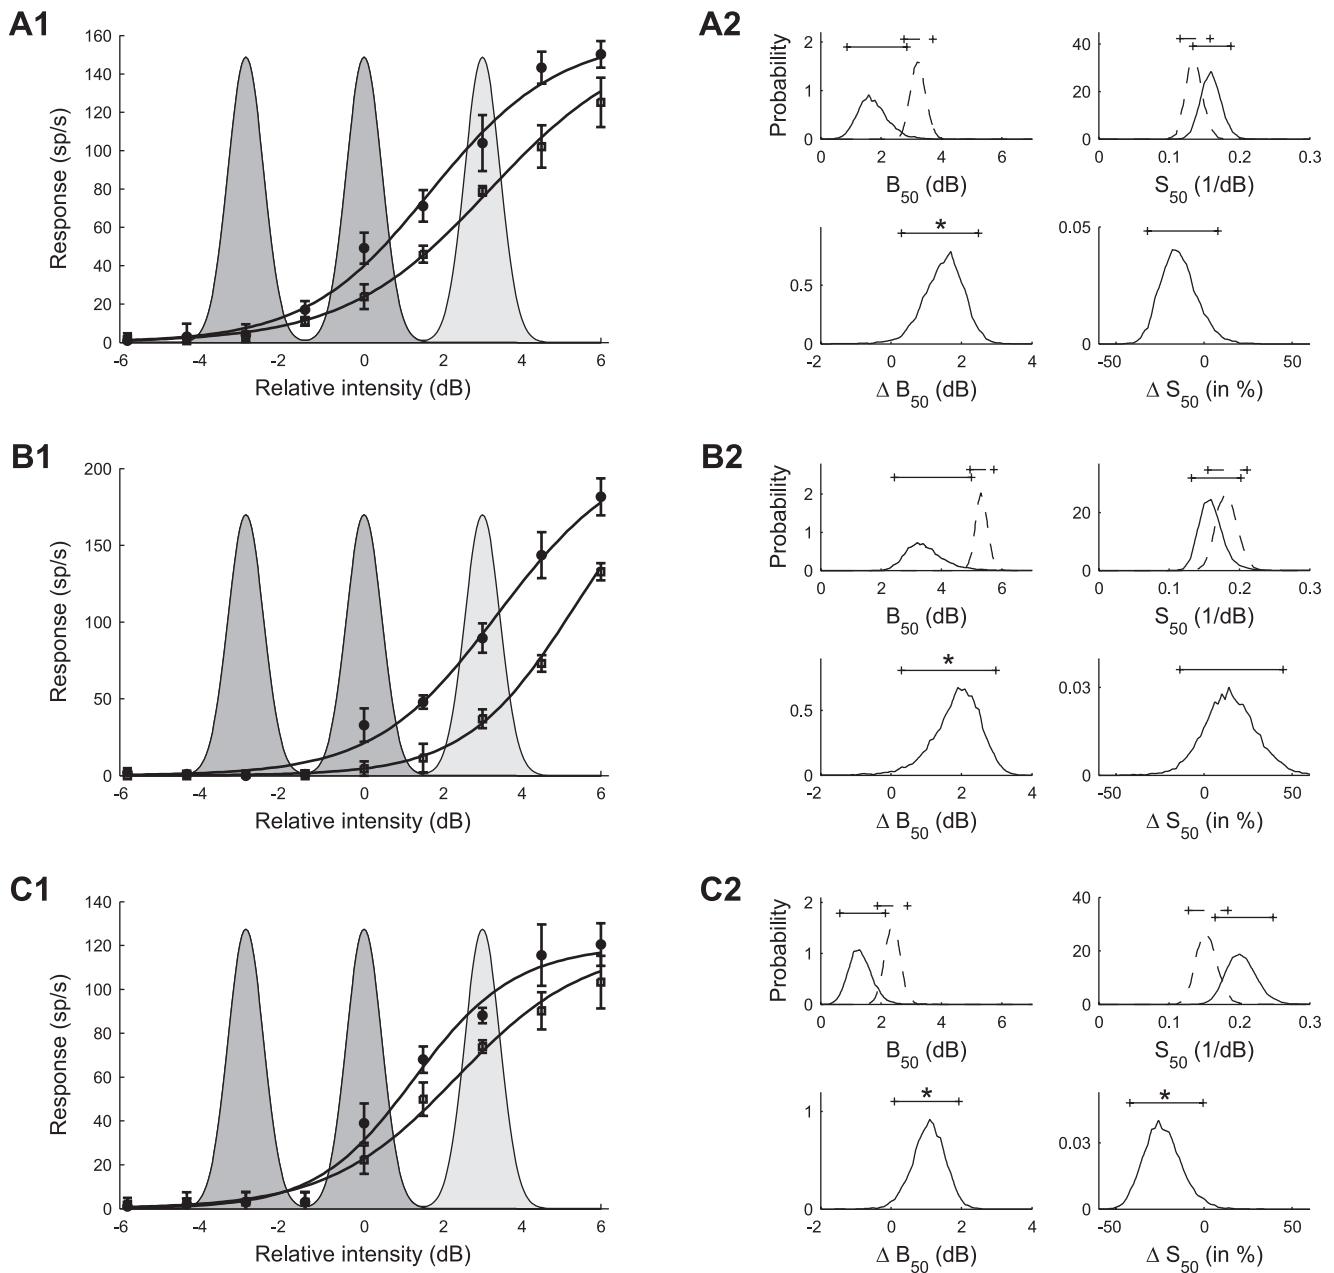 A1
160
140
120
100
80
60
40
20
0
Response (sp/s)
-6 -4 -2 0 2 4 6
Relative intensity (dB)
A2
Probability
2
1
0
0 2 4 6
B50 (dB)
40
20
0
0 0.1 0.2 0.3
S50 (1/dB)
*
0.5
0
-2 0 2 4
Δ B50 (dB)
0.05
0
-50 0 50
Δ S50 (in %)
B1
200
150
100
50
0
Response (sp/s)
-6 -4 -2 0 2 4 6
Relative intensity (dB)
B2
Probability
2
1
0
0 2 4 6
B50 (dB)
20
0
0 0.1 0.2 0.3
S50 (1/dB)
*
0.5
0
-2 0 2 4
Δ B50 (dB)
0.03
0
-50 0 50
Δ S50 (in %)
C1
140
120
100
80
60
40
20
0
Response (sp/s)
-6 -4 -2 0 2 4 6
Relative intensity (dB)
C2
Probability
2
1
0
0 2 4 6
B50 (dB)
40
20
0
0 0.1 0.2 0.3
S50 (1/dB)
*
1
0
-2 0 2 4
Δ B50 (dB)
*
0.03
0
-50 0 50
Δ S50 (in %)